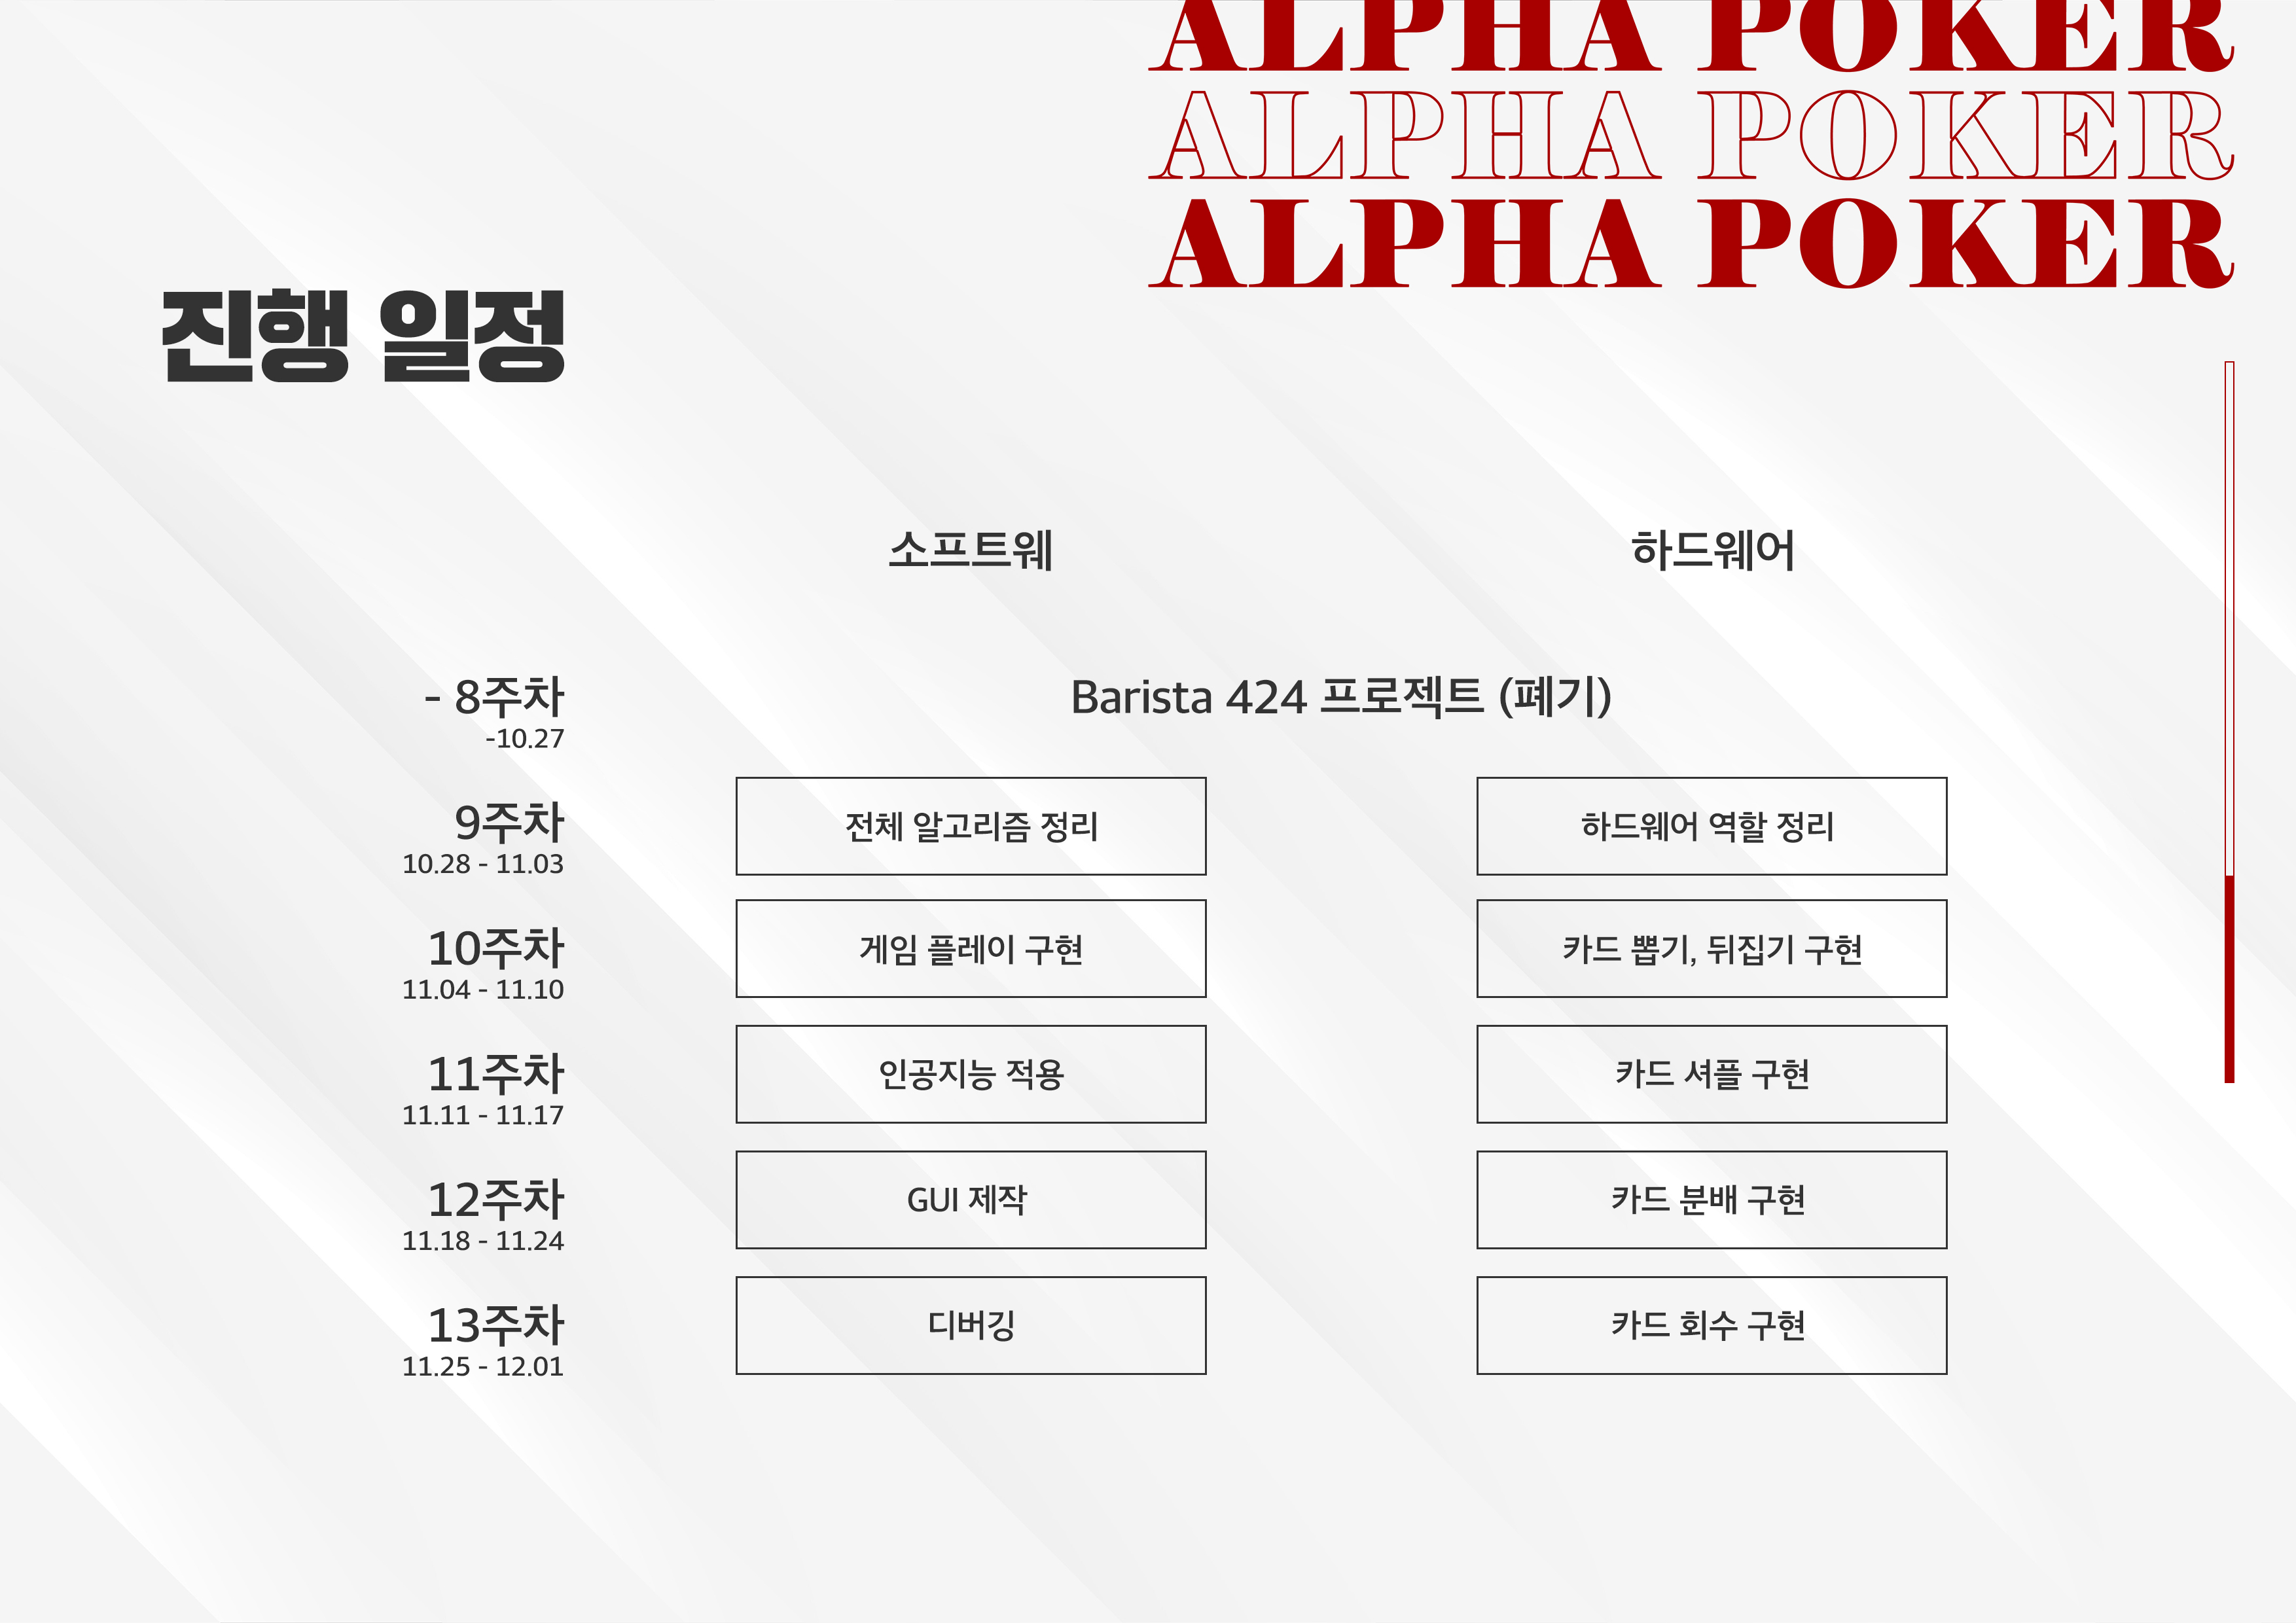 ALPHA POKER
ALPHA POKER
ALPHA POKER
진행 일정
소프트웨 하드웨어
- 8주차 Barista 424 프로젝트 (폐기)
-10.27
9주차 전체 알고리즘 정리 하드웨어 역할 정리
10.28 - 11.03
10주차 게임 플레이 구현 카드 뽑기, 뒤집기 구현
11.04 - 11.10
11주차 인공지능 적용 카드 셔플 구현
11.11 - 11.17
12주차 GUI 제작 카드 분배 구현
11.18 - 11.24
13주차 디버깅 카드 회수 구현
11.25 - 12.01